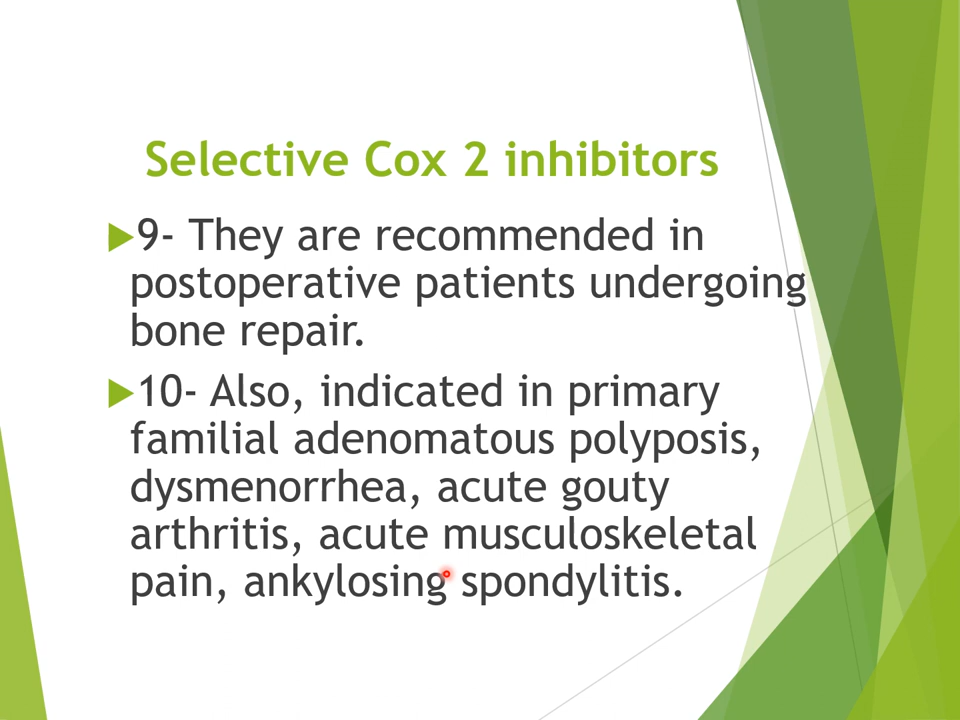 Selective Cox 2 inhibitors
9- They are recommended in
postoperative patients undergoing
bone repair.
10- Also, indicated in primary
familial adenomatous polyposis,
dysmenorrhea, acute gouty
arthritis, acute musculoskeletal
pain, ankylosing spondylitis.